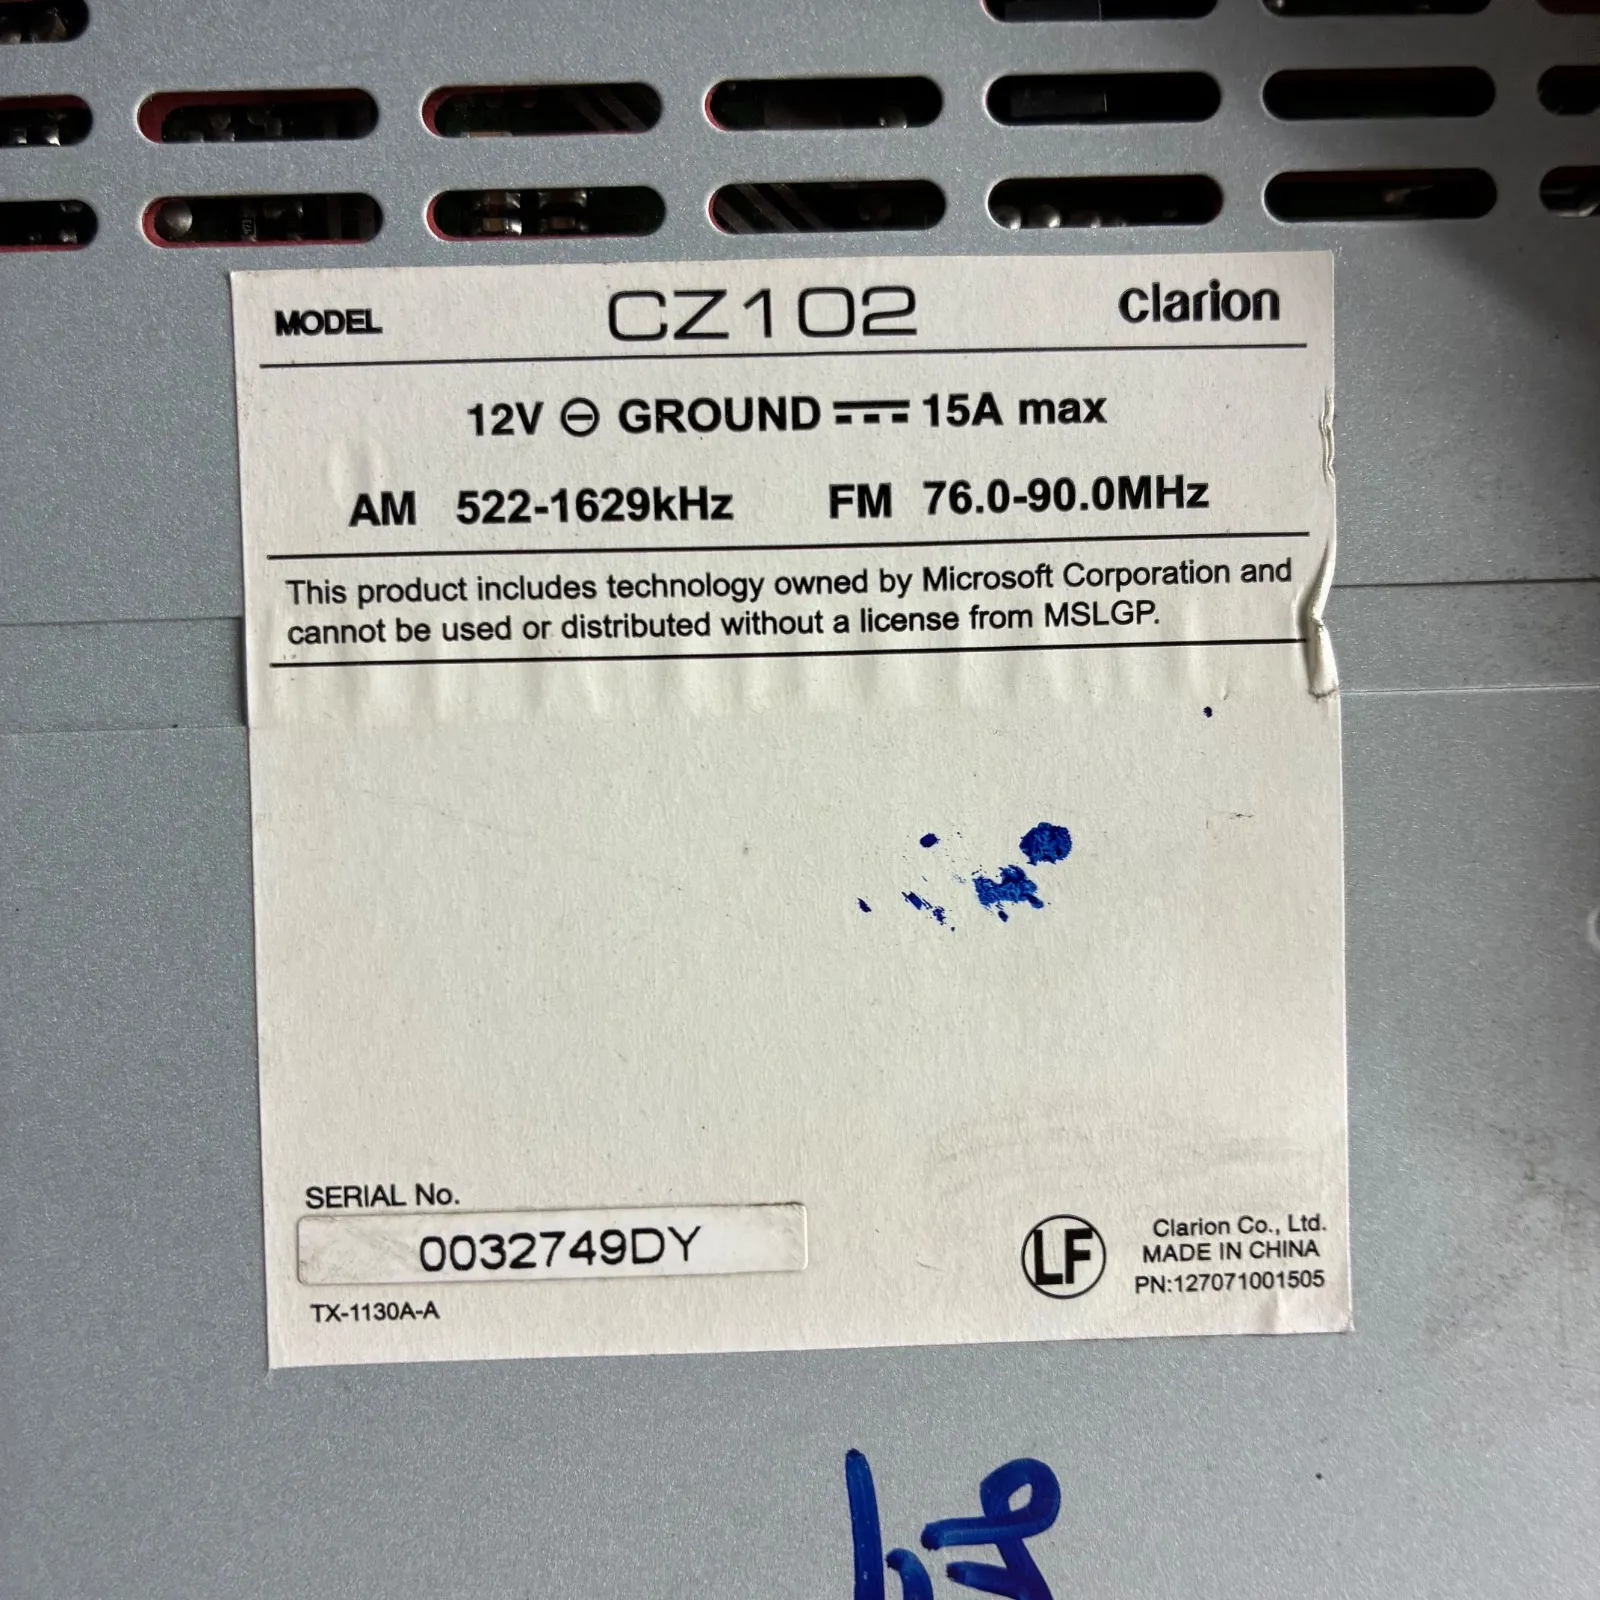 MODEL CZ102 Clarion
12V ⊖ GROUND ⎓ 15A max
AM 522-1629kHz FM 76.0-90.0MHz
This product includes technology owned by Microsoft Corporation and
cannot be used or distributed without a license from MSLGP.
SERIAL No.
0032749DY
TX-1130A-A
LF
Clarion Co., Ltd.
MADE IN CHINA
PN:127071001505